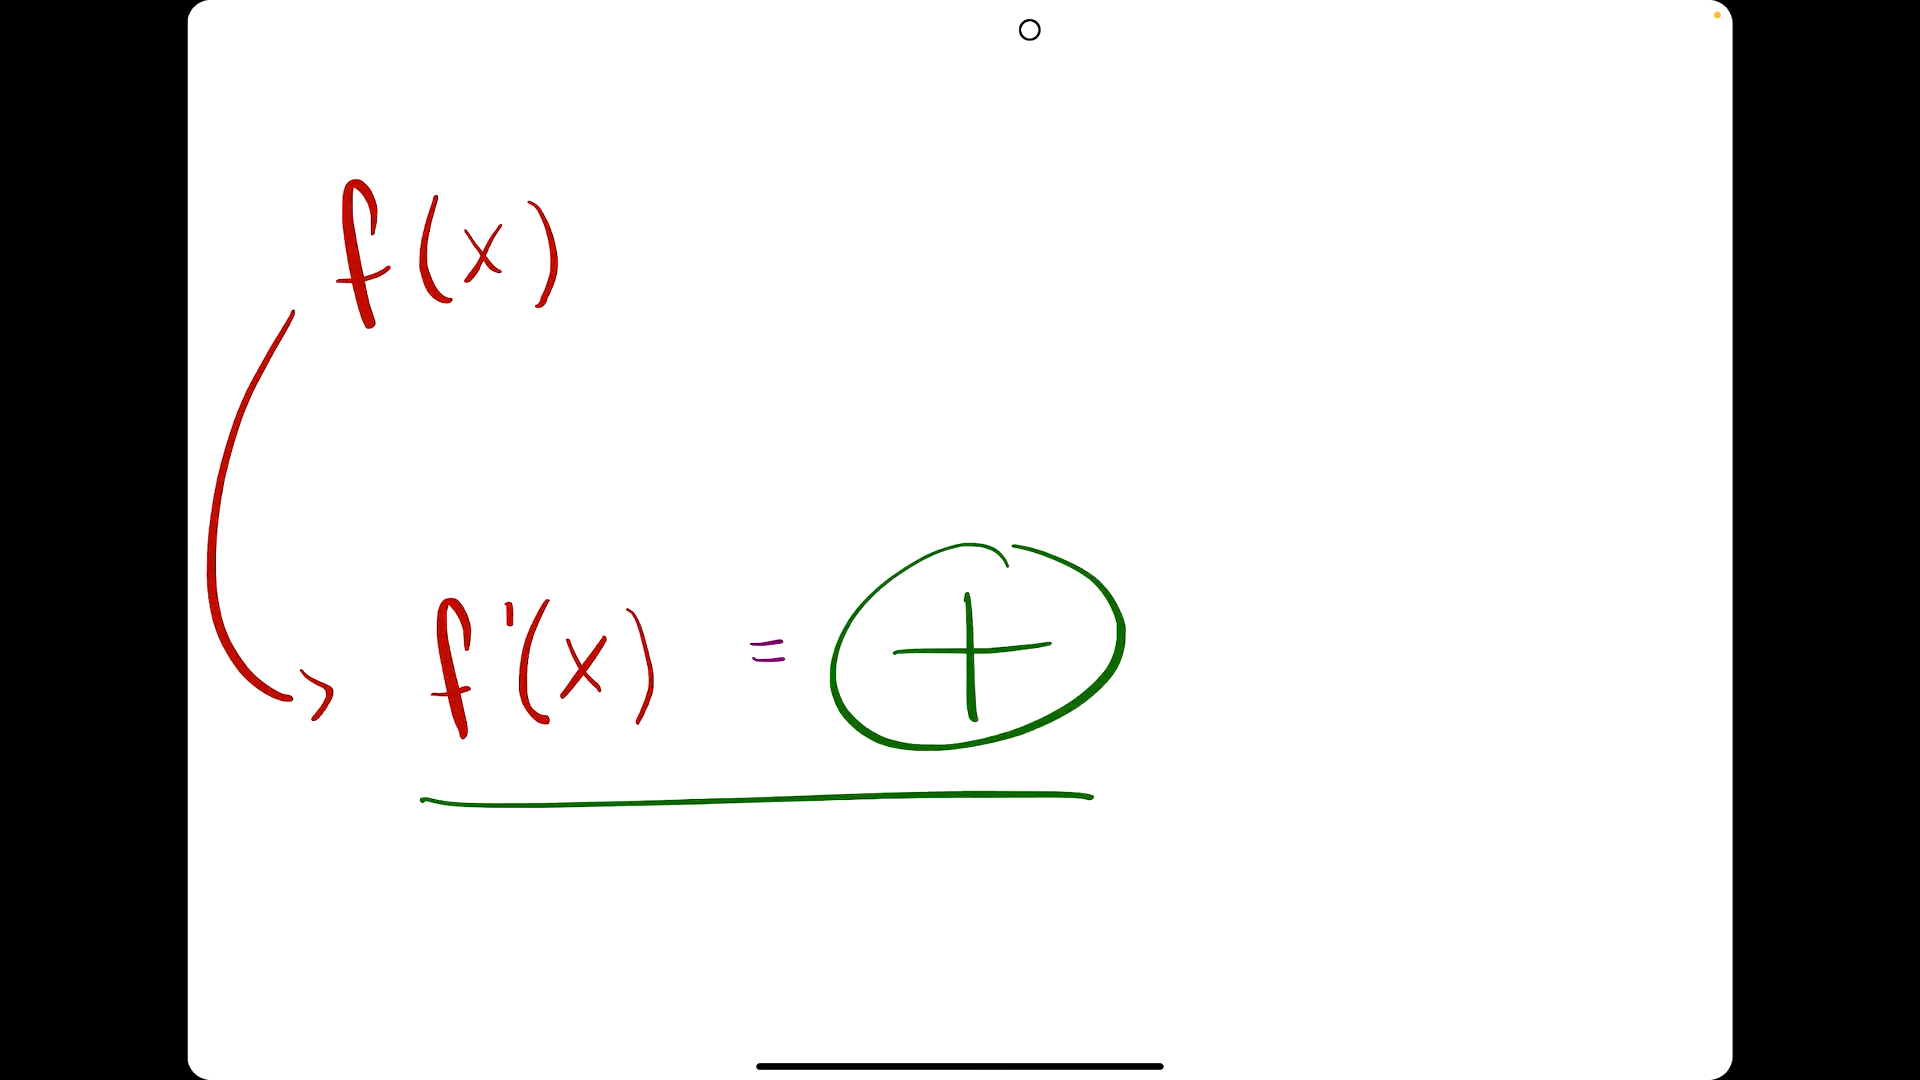 f(x)
f'(x) = +